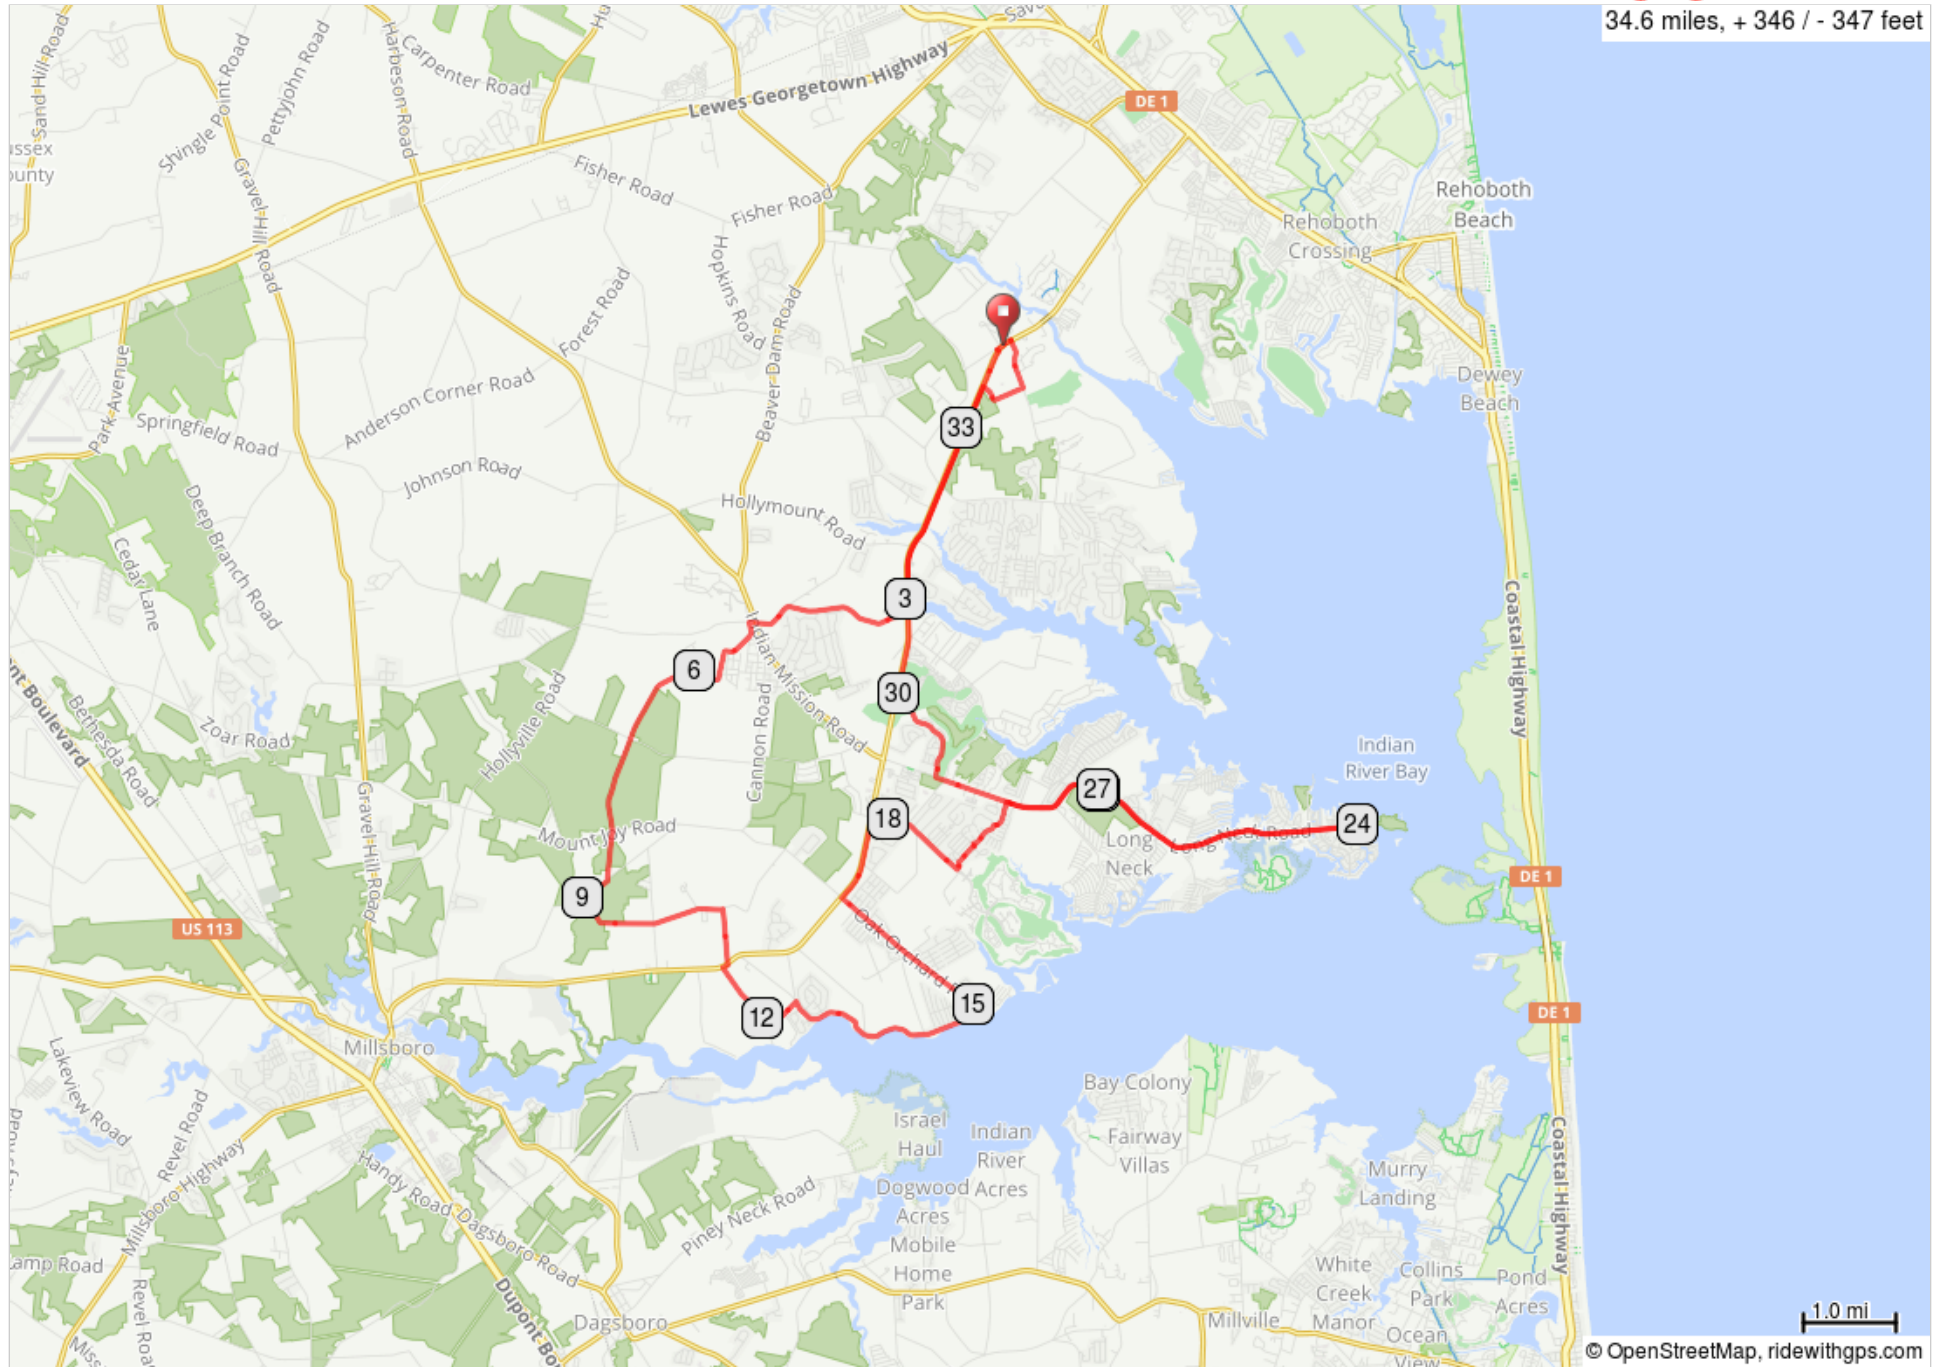 34.6 miles, + 346 / - 347 feet
Sand Hill Road
Shingle Point Road
Pettyjohn Road
Harbeson Road
Carpenter Road
Lewes Georgetown Highway
DE 1
Fisher Road
Fisher Road
Gravel Hill Road
Hopkins Road
Rehoboth
Beach
Rehoboth
Crossing
Forest Road
Beaver Dam Road
Park Avenue
Anderson Corner Road
Springfield Road
Johnson Road
Dewey
Beach
33
Hollymount Road
Deep Branch Road
Cedar Lane
3
Coastal Highway
6
Indian Mission Road
30
Bethesda Road
Zoar Road
Hollyville Road
Cannon Road
Indian
River Bay
27
18
24
Gravel Hill Road
Mount Joy Road
Long Neck Road
Long
Neck
9
DE 1
US 113
Oak Orchard
15
12
DE 1
Millsboro
Lakeview Road
Bay Colony
Revel Road
Israel
Haul
Indian
River
Acres
Fairway
Villas
Millsboro Highway
Handy Road
Dagsboro Road
Piney Neck Road
Dogwood
Acres
Mobile
Home
Park
Murry
Landing
Coastal Highway
White
Creek
Manor
Collins
Park
Pond
Acres
Dagsboro
Millville
Ocean
View
1.0 mi
© OpenStreetMap, ridewithgps.com